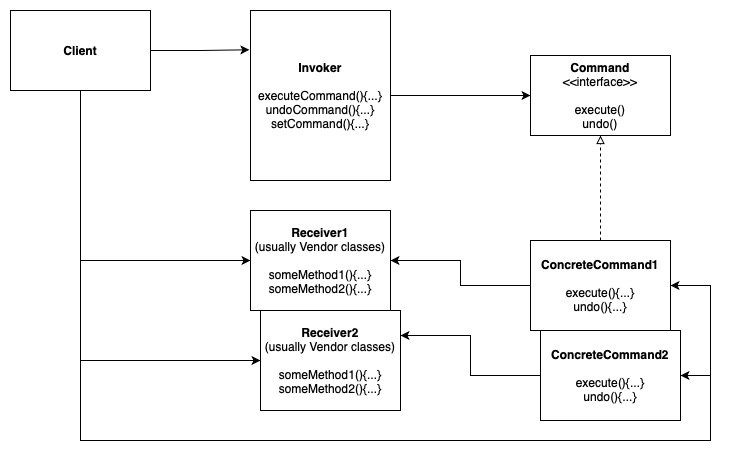 Client
Invoker
executeCommand(){...}
undoCommand(){...}
setCommand(){...}
Command
<<interface>>
execute()
undo()
Receiver1
(usually Vendor classes)
someMethod1(){...}
someMethod2(){...}
ConcreteCommand1
execute(){...}
undo(){...}
Receiver2
(usually Vendor classes)
someMethod1(){...}
someMethod2(){...}
ConcreteCommand2
execute(){...}
undo(){...}